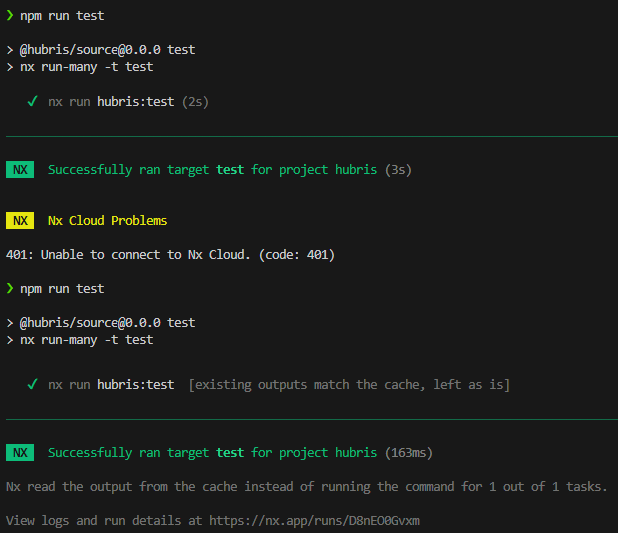 ❯ npm run test
> @hubris/source@0.0.0 test
> nx run-many -t test
✔ nx run hubris:test (2s)
NX Successfully ran target test for project hubris (3s)
NX Nx Cloud Problems
401: Unable to connect to Nx Cloud. (code: 401)
❯ npm run test
> @hubris/source@0.0.0 test
> nx run-many -t test
✔ nx run hubris:test [existing outputs match the cache, left as is]
NX Successfully ran target test for project hubris (163ms)
Nx read the output from the cache instead of running the command for 1 out of 1 tasks.
View logs and run details at https://nx.app/runs/D8nEO0Gvxm